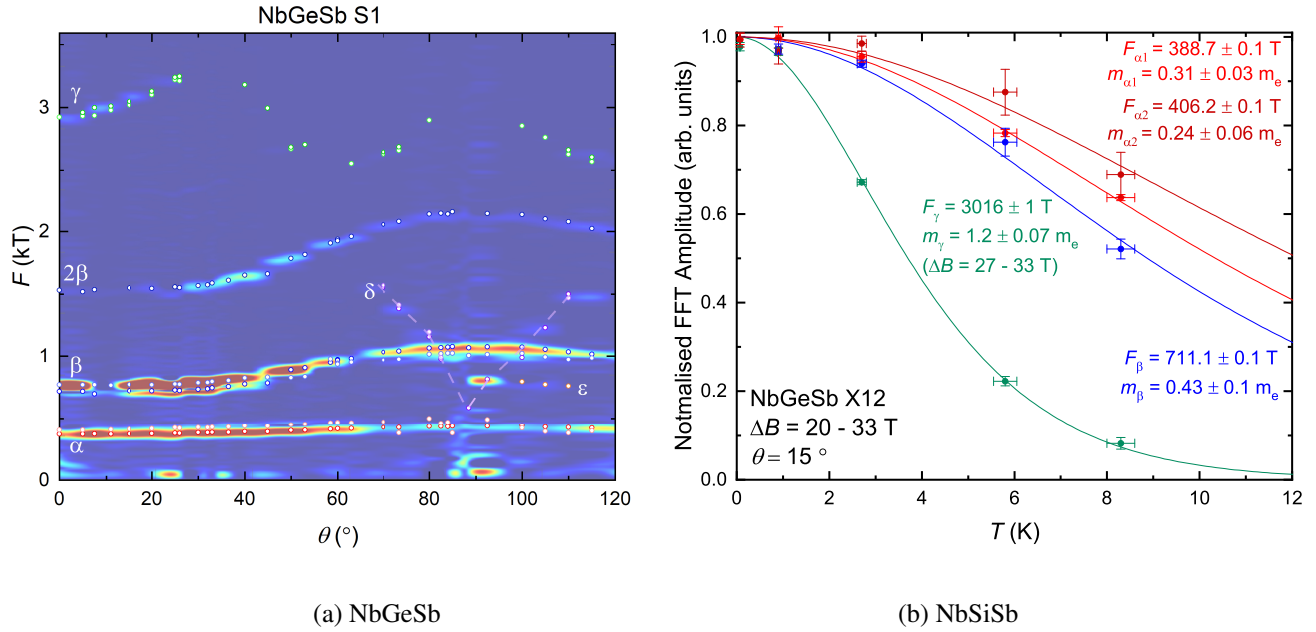 NbGeSb S1
γ
2β
δ
β
ε
α
F (kT)
3
2
1
0
0 20 40 60 80 100 120
θ (°)
(a) NbGeSb
Notmalised FFT Amplitude (arb. units)
1.0
0.8
0.6
0.4
0.2
0.0
Fα1 = 388.7 ± 0.1 T
mα1 = 0.31 ± 0.03 me
Fα2 = 406.2 ± 0.1 T
mα2 = 0.24 ± 0.06 me
Fγ = 3016 ± 1 T
mγ = 1.2 ± 0.07 me
(ΔB = 27 - 33 T)
Fβ = 711.1 ± 0.1 T
mβ = 0.43 ± 0.1 me
NbGeSb X12
ΔB = 20 - 33 T
θ = 15 °
0 2 4 6 8 10 12
T (K)
(b) NbSiSb